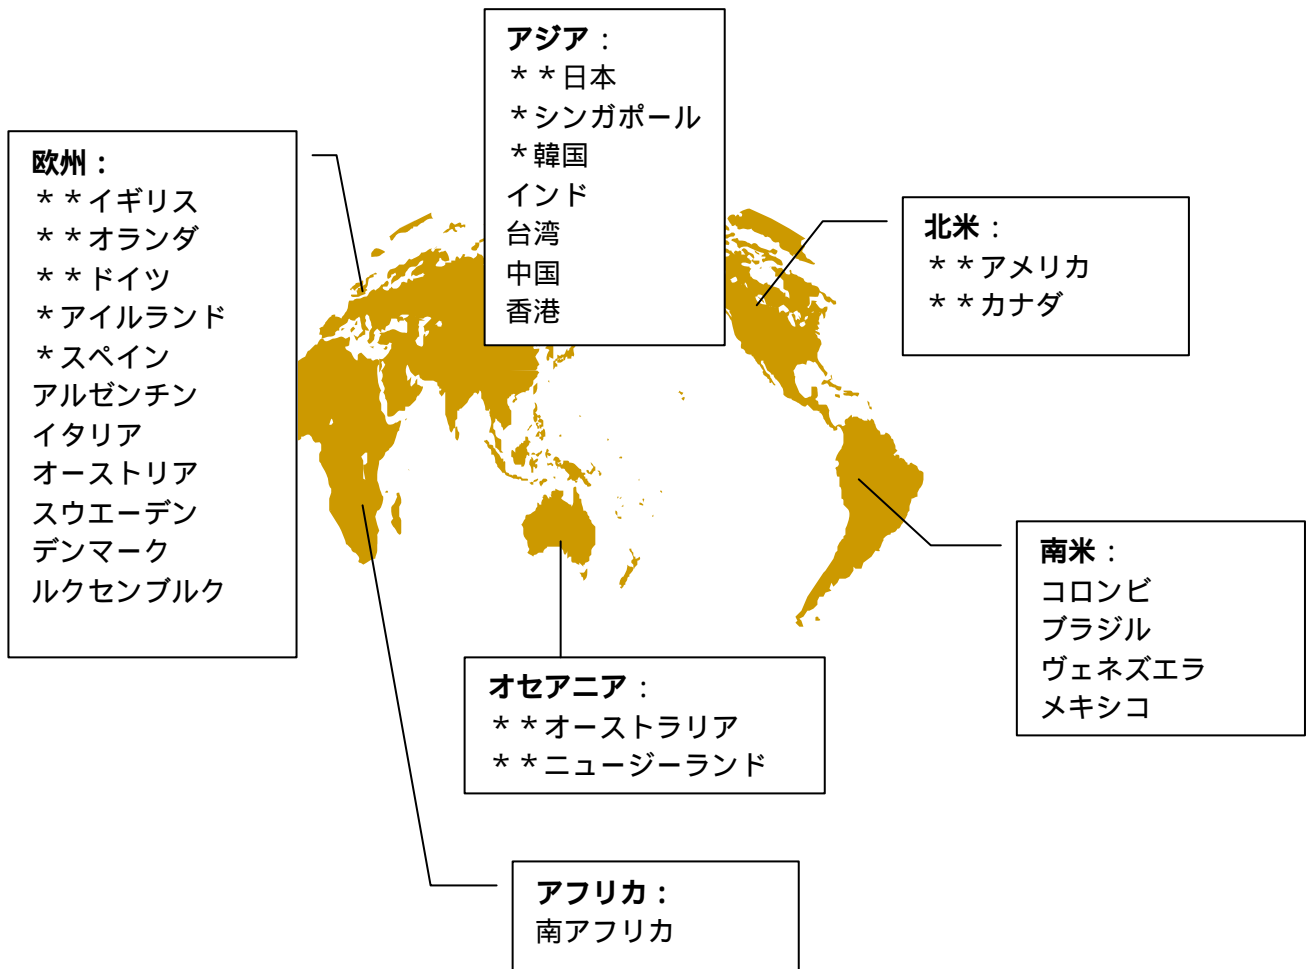 アジア：
＊＊日本
＊シンガポール
＊韓国
インド
台湾
中国
香港
欧州：
＊＊イギリス
＊＊オランダ
＊＊ドイツ
＊アイルランド
＊スペイン
アルゼンチン
イタリア
オーストリア
スウエーデン
デンマーク
ルクセンブルク
北米：
＊＊アメリカ
＊＊カナダ
南米：
コロンビ
ブラジル
ヴェネズエラ
メキシコ
オセアニア：
＊＊オーストラリア
＊＊ニュージーランド
アフリカ：
南アフリカ